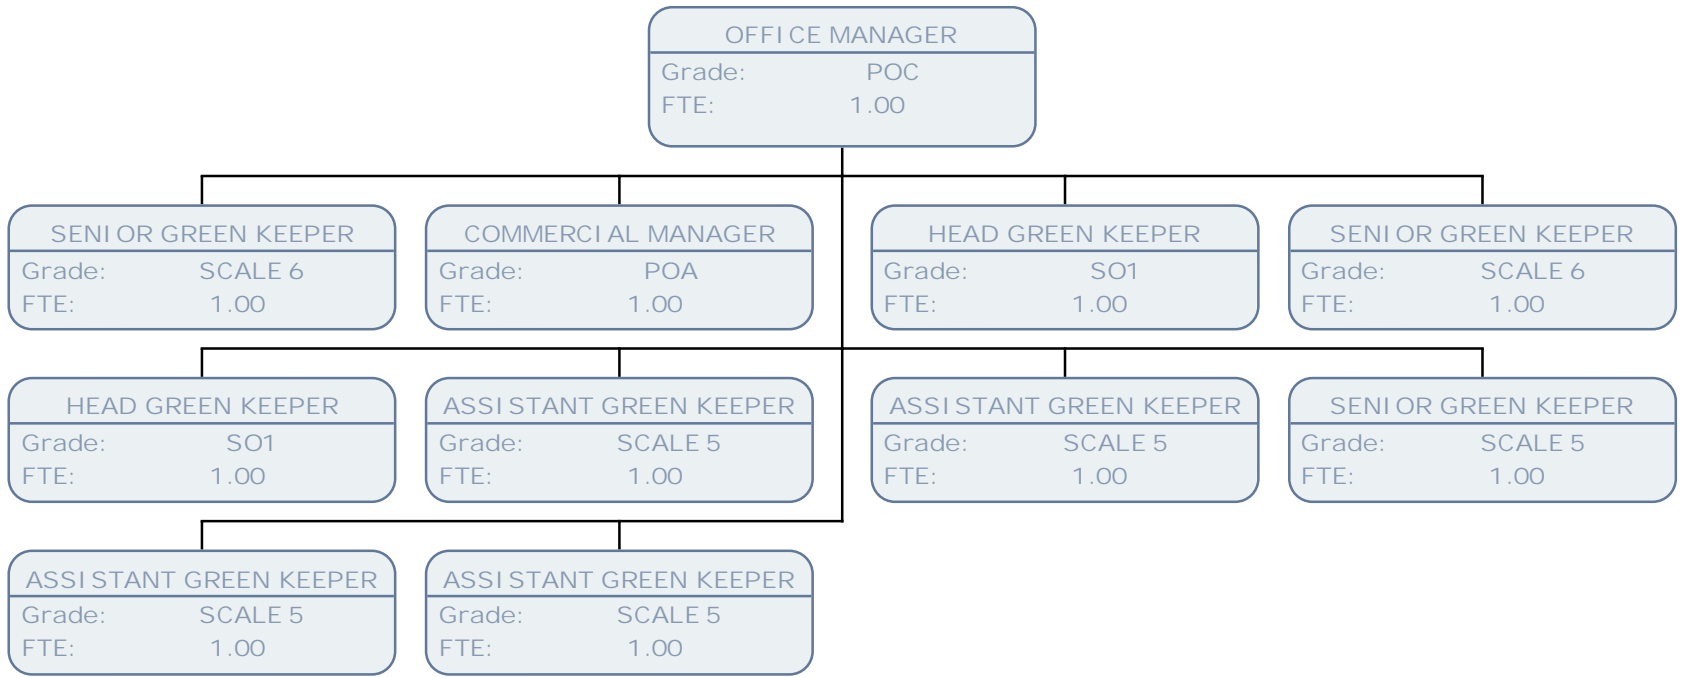 OFFICE MANAGER
Grade: POC
FTE: 1.00
SENIOR GREEN KEEPER
Grade: SCALE 6
FTE: 1.00
COMMERCIAL MANAGER
Grade: POA
FTE: 1.00
HEAD GREEN KEEPER
Grade: SO1
FTE: 1.00
SENIOR GREEN KEEPER
Grade: SCALE 6
FTE: 1.00
HEAD GREEN KEEPER
Grade: SO1
FTE: 1.00
ASSISTANT GREEN KEEPER
Grade: SCALE 5
FTE: 1.00
ASSISTANT GREEN KEEPER
Grade: SCALE 5
FTE: 1.00
SENIOR GREEN KEEPER
Grade: SCALE 5
FTE: 1.00
ASSISTANT GREEN KEEPER
Grade: SCALE 5
FTE: 1.00
ASSISTANT GREEN KEEPER
Grade: SCALE 5
FTE: 1.00